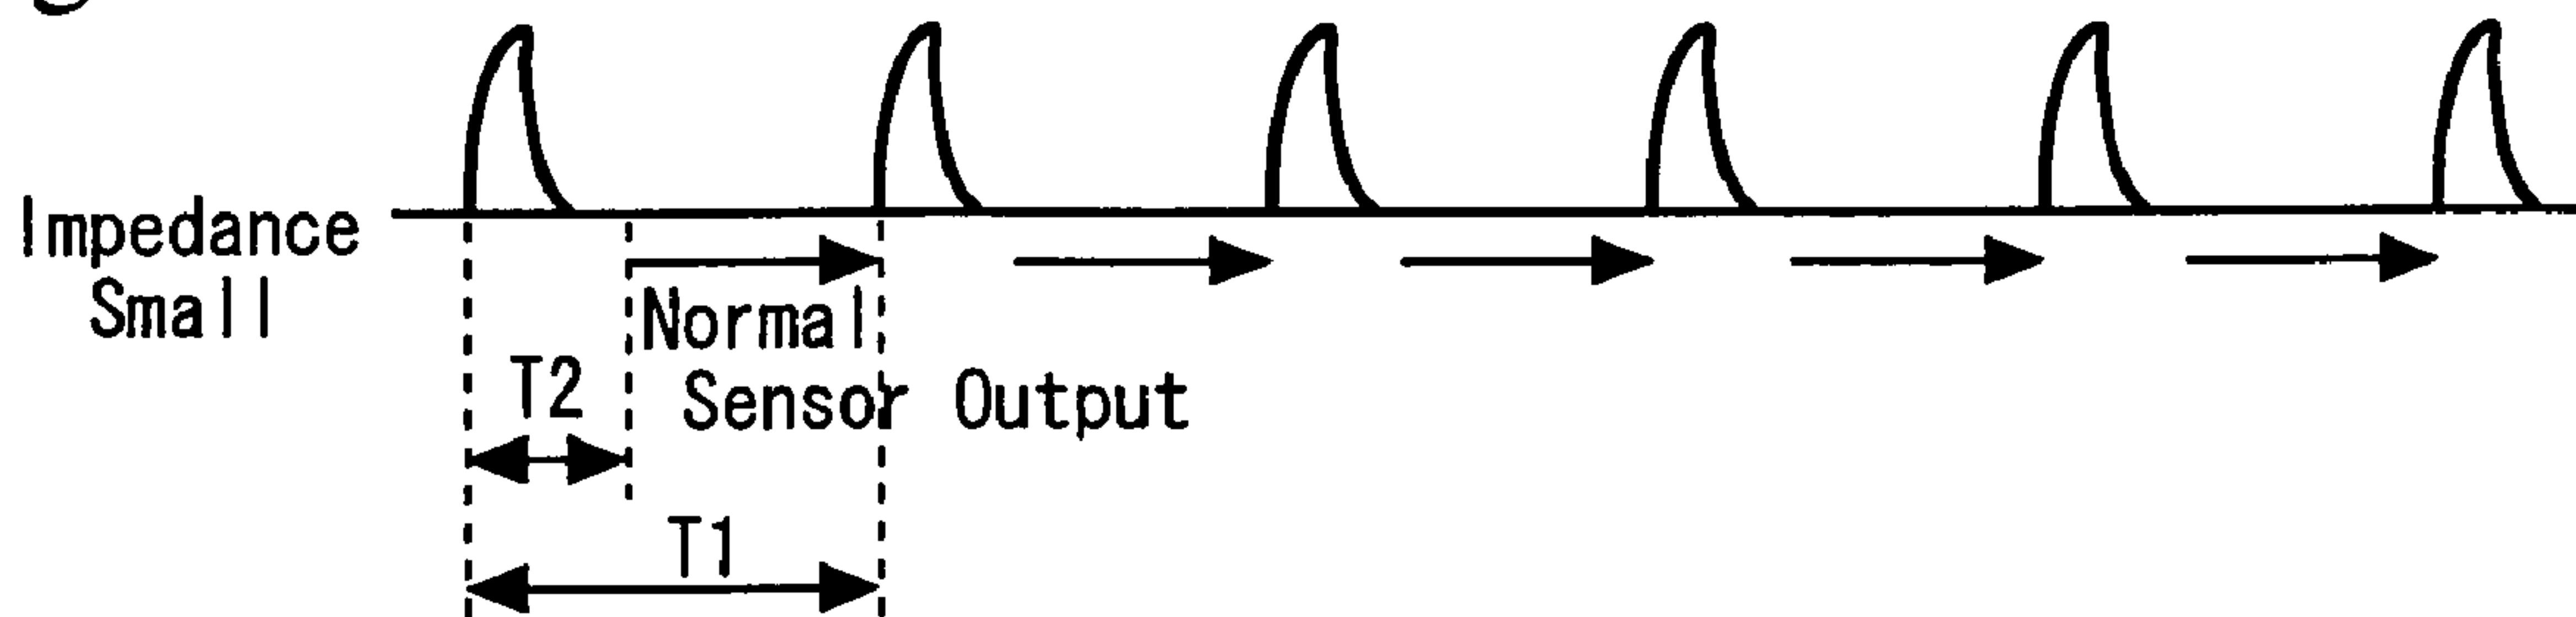 Impedance
Small
Normal
Sensor Output
T2
T1